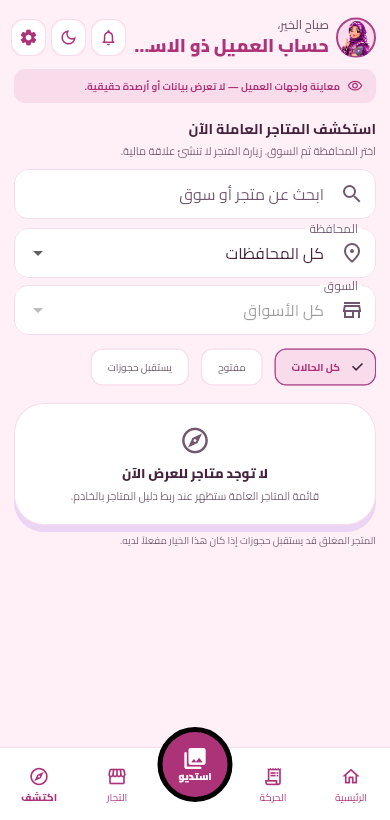 صباح الخير،
حساب العميل ذو الاسـ...
معاينة واجهات العميل — لا تعرض بيانات أو أرصدة حقيقية.
استكشف المتاجر العاملة الآن
اختر المحافظة ثم السوق. زيارة المتجر لا تنشئ علاقة مالية.
ابحث عن متجر أو سوق
المحافظة
كل المحافظات
السوق
كل الأسواق
كل الحالات
مفتوح
يستقبل حجوزات
لا توجد متاجر للعرض الآن
قائمة المتاجر العامة ستظهر عند ربط دليل المتاجر بالخادم.
المتجر المغلق قد يستقبل حجوزات إذا كان هذا الخيار مفعلاً لديه.
الرئيسية
الحركة
استديو
التجار
اكتشف